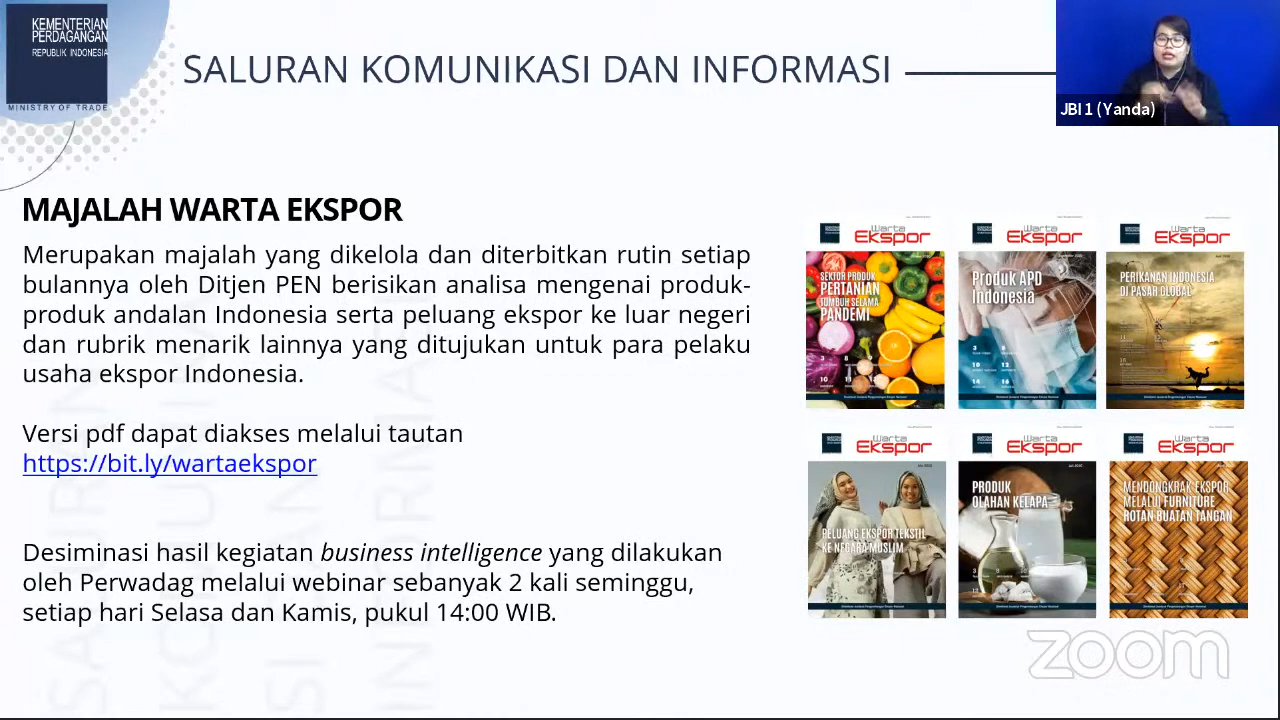 KEMENTERIAN
PERDAGANGAN
REPUBLIK INDONESIA
MINISTRY OF TRADE
SALURAN KOMUNIKASI DAN INFORMASI
JBI 1 (Yanda)
MAJALAH WARTA EKSPOR
Merupakan majalah yang dikelola dan diterbitkan rutin setiap
bulannya oleh Ditjen PEN berisikan analisa mengenai produk-
produk andalan Indonesia serta peluang ekspor ke luar negeri
dan rubrik menarik lainnya yang ditujukan untuk para pelaku
usaha ekspor Indonesia.
Versi pdf dapat diakses melalui tautan
https://bit.ly/wartaekspor
Desiminasi hasil kegiatan business intelligence yang dilakukan
oleh Perwadag melalui webinar sebanyak 2 kali seminggu,
setiap hari Selasa dan Kamis, pukul 14:00 WIB.
Warta
Ekspor
SEKTOR PRODUK
PERTANIAN
TUMBUH SELAMA
PANDEMI
Warta
Ekspor
Produk APD
Indonesia
Warta
Ekspor
PERIKANAN INDONESIA
DI PASAR GLOBAL
Warta
Ekspor
PELUANG EKSPOR TEKSTIL
KE NEGARA MUSLIM
Warta
Ekspor
PRODUK
OLAHAN KELAPA
Warta
Ekspor
MENDONGKRAK EKSPOR
MELALUI FURNITURE
ROTAN BUATAN TANGAN
zoom